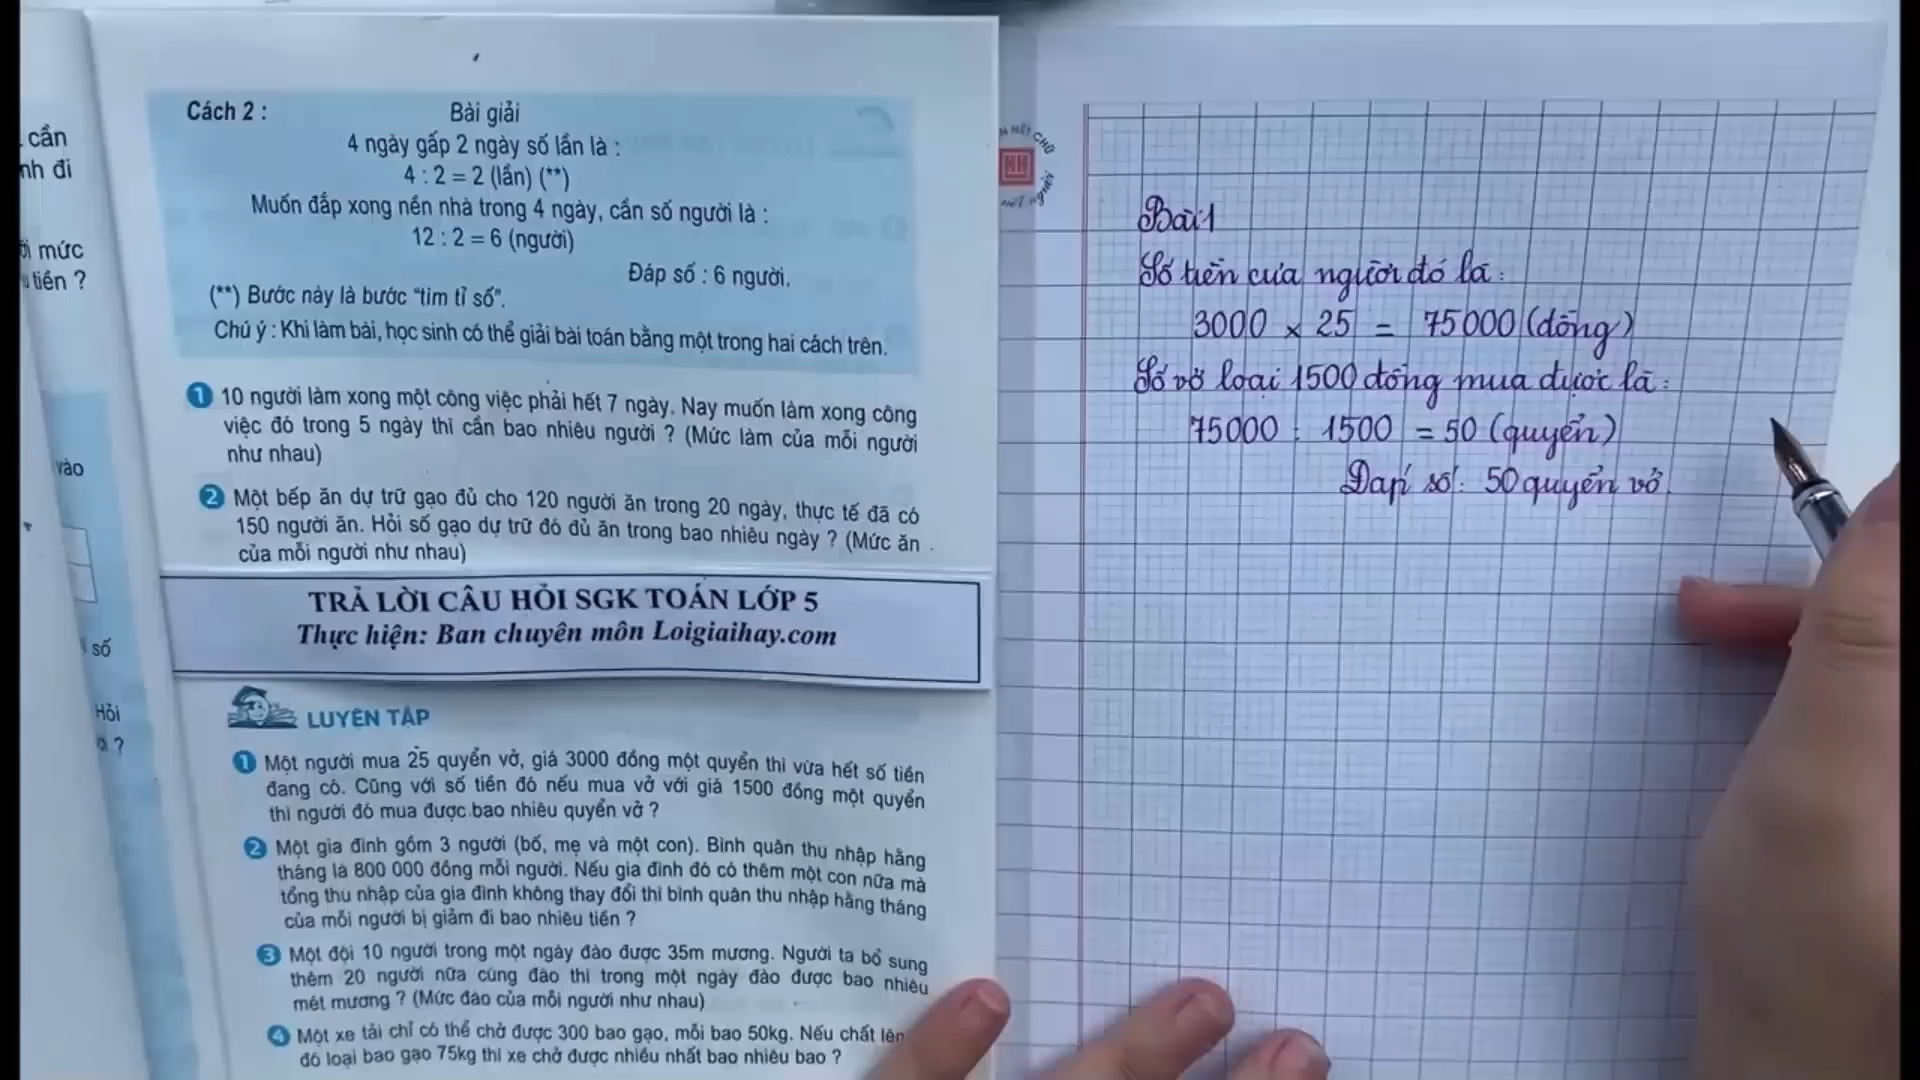 cần
nh đi
ới mức
tiền ?
vào
số
Hỏi
Cách 2 :
Bài giải
4 ngày gấp 2 ngày số lần là :
4 : 2 = 2 (lần) (**)
Muốn đắp xong nền nhà trong 4 ngày, cần số người là :
12 : 2 = 6 (người)
Đáp số : 6 người.
(**) Bước này là bước “tìm tỉ số”.
Chú ý : Khi làm bài, học sinh có thể giải bài toán bằng một trong hai cách trên.
1 10 người làm xong một công việc phải hết 7 ngày. Nay muốn làm xong công
việc đó trong 5 ngày thì cần bao nhiêu người ? (Mức làm của mỗi người
như nhau)
2 Một bếp ăn dự trữ gạo đủ cho 120 người ăn trong 20 ngày, thực tế đã có
150 người ăn. Hỏi số gạo dự trữ đó đủ ăn trong bao nhiêu ngày ? (Mức ăn
của mỗi người như nhau)
TRẢ LỜI CÂU HỎI SGK TOÁN LỚP 5
Thực hiện: Ban chuyên môn Loigiaihay.com
LUYỆN TẬP
1 Một người mua 25 quyển vở, giá 3000 đồng một quyển thì vừa hết số tiền
đang có. Cũng với số tiền đó nếu mua vở với giá 1500 đồng một quyển
thì người đó mua được bao nhiêu quyển vở ?
2 Một gia đình gồm 3 người (bố, mẹ và một con). Bình quân thu nhập hằng
tháng là 800 000 đồng mỗi người. Nếu gia đình đó có thêm một con nữa mà
tổng thu nhập của gia đình không thay đổi thì bình quân thu nhập hằng tháng
của mỗi người bị giảm đi bao nhiêu tiền ?
3 Một đội 10 người trong một ngày đào được 35m mương. Người ta bổ sung
thêm 20 người nữa cùng đào thì trong một ngày đào được bao nhiêu
mét mương ? (Mức đào của mỗi người như nhau)
4 Một xe tải chỉ có thể chở được 300 bao gạo, mỗi bao 50kg. Nếu chất lên
đó loại bao gạo 75kg thì xe chở được nhiều nhất bao nhiêu bao ?
NÉT CHỮ
HH
nết người
Bài 1
Số tiền của người đó là :
3000 x 25 = 75000 (đồng)
Số vở loại 1500 đồng mua được là :
75000 : 1500 = 50 (quyển)
Đáp số : 50 quyển vở.